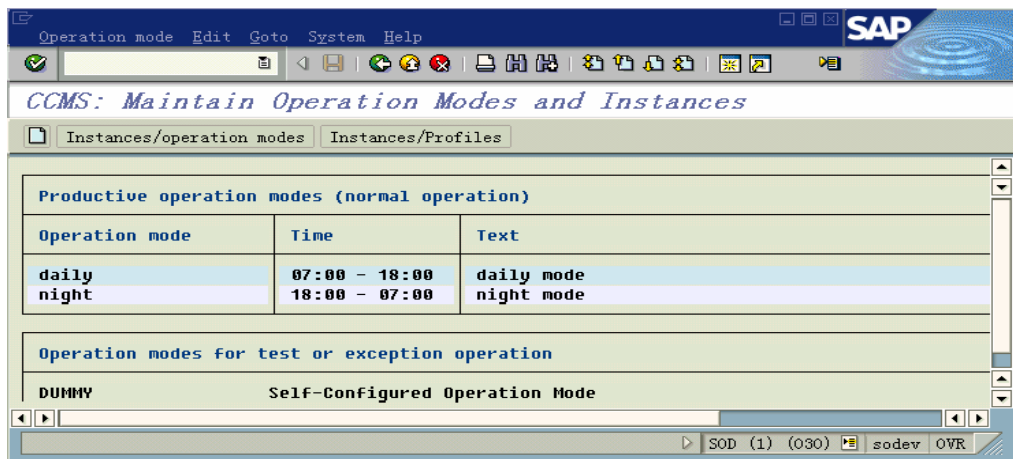 Operation mode Edit Goto System Help
SAP
CCMS: Maintain Operation Modes and Instances
Instances/operation modes Instances/Profiles
Productive operation modes (normal operation)
Operation mode Time Text
daily 07:00 - 18:00 daily mode
night 18:00 - 07:00 night mode
Operation modes for test or exception operation
DUMMY Self-Configured Operation Mode
SOD (1) (030) sodev OVR